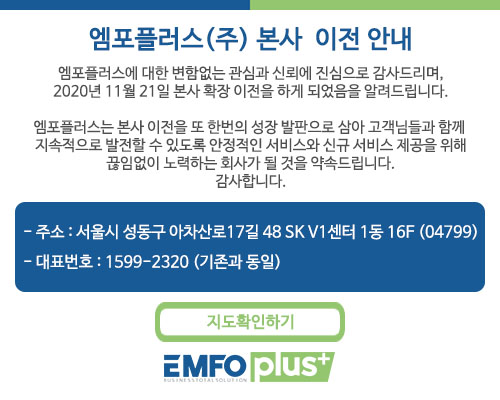 엠포플러스(주) 본사 이전 안내
엠포플러스에 대한 변함없는 관심과 신뢰에 진심으로 감사드리며,
2020년 11월 21일 본사 확장 이전을 하게 되었음을 알려드립니다.
엠포플러스는 본사 이전을 또 한번의 성장 발판으로 삼아 고객님들과 함께
지속적으로 발전할 수 있도록 안정적인 서비스와 신규 서비스 제공을 위해
끊임없이 노력하는 회사가 될 것을 약속드립니다.
감사합니다.
- 주소 : 서울시 성동구 아차산로17길 48 SK V1센터 1동 16F (04799)
- 대표번호 : 1599-2320 (기존과 동일)
지도확인하기
EMFO plus+
BUSINESS TOTAL SOLUTION